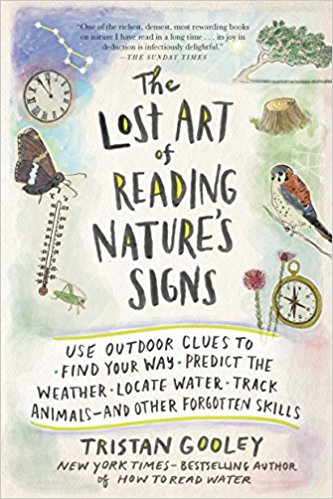 "One of the richest, densest, most rewarding books
on nature I have read in a long time . . . its joy in
deduction is infectiously delightful."
—THE SUNDAY TIMES
The
LOST ART
of
READING
NATURE'S
SIGNS
USE OUTDOOR CLUES TO
• FIND YOUR WAY • PREDICT THE
WEATHER • LOCATE WATER • TRACK
ANIMALS—AND OTHER FORGOTTEN SKILLS
TRISTAN GOOLEY
NEW YORK TIMES–BESTSELLING AUTHOR
of HOW TO READ WATER